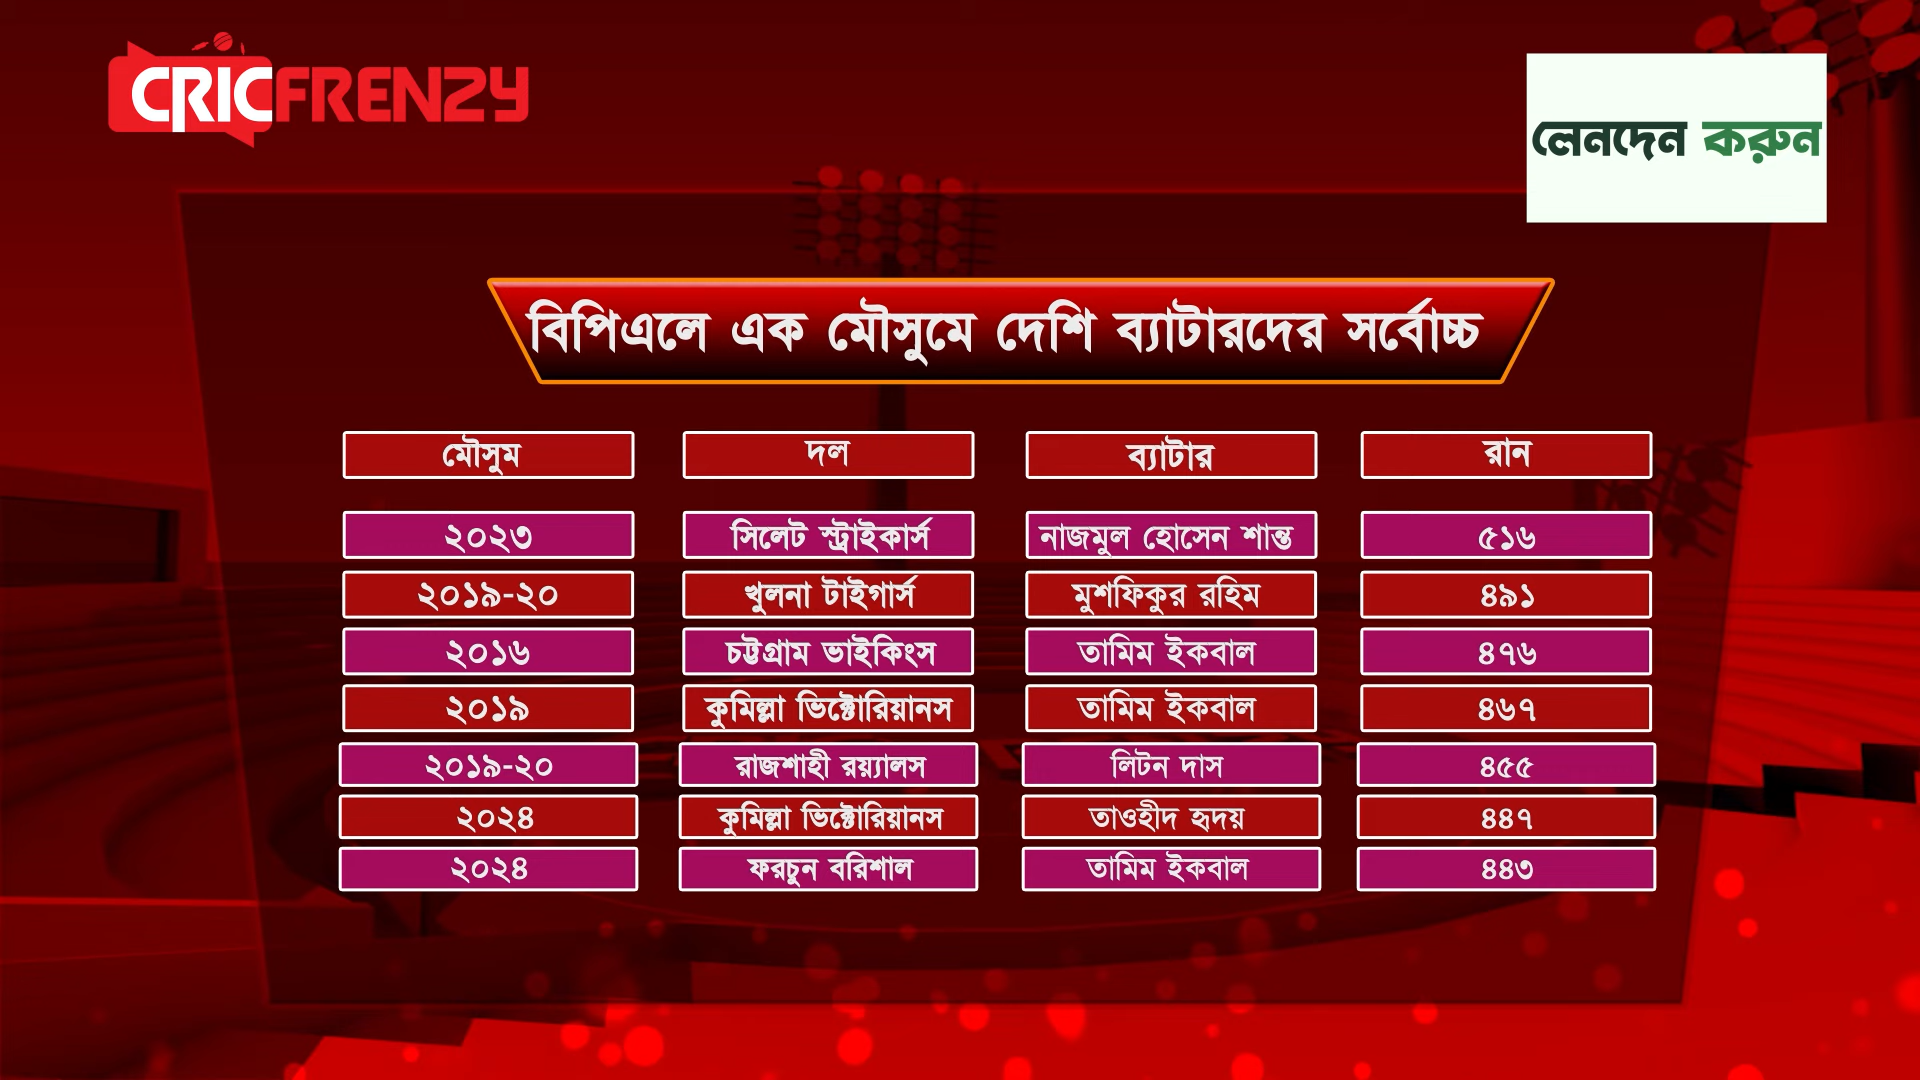 CRICFRENZY
লেনদেন করুন
বিপিএলে এক মৌসুমে দেশি ব্যাটারদের সর্বোচ্চ
মৌসুম দল ব্যাটার রান
২০২৩ সিলেট স্ট্রাইকার্স নাজমুল হোসেন শান্ত ৫১৬
২০১৯-২০ খুলনা টাইগার্স মুশফিকুর রহিম ৪৯১
২০১৬ চট্টগ্রাম ভাইকিংস তামিম ইকবাল ৪৭৬
২০১৯ কুমিল্লা ভিক্টোরিয়ানস তামিম ইকবাল ৪৬৭
২০১৯-২০ রাজশাহী রয়্যালস লিটন দাস ৪৫৫
২০২৪ কুমিল্লা ভিক্টোরিয়ানস তাওহীদ হৃদয় ৪৪৭
২০২৪ ফরচুন বরিশাল তামিম ইকবাল ৪৪৩